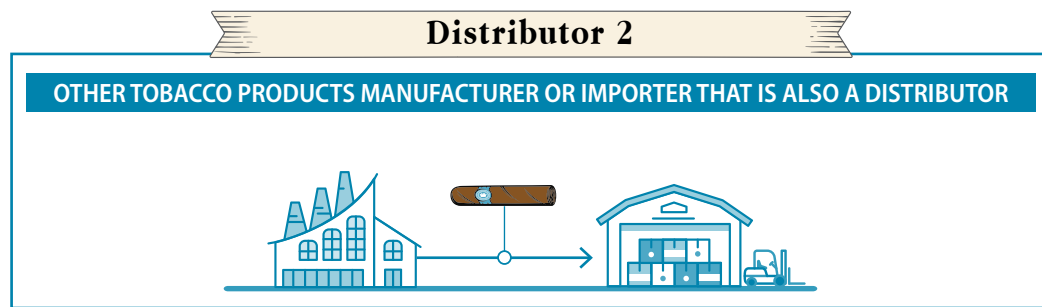 Distributor 2
OTHER TOBACCO PRODUCTS MANUFACTURER OR IMPORTER THAT IS ALSO A DISTRIBUTOR